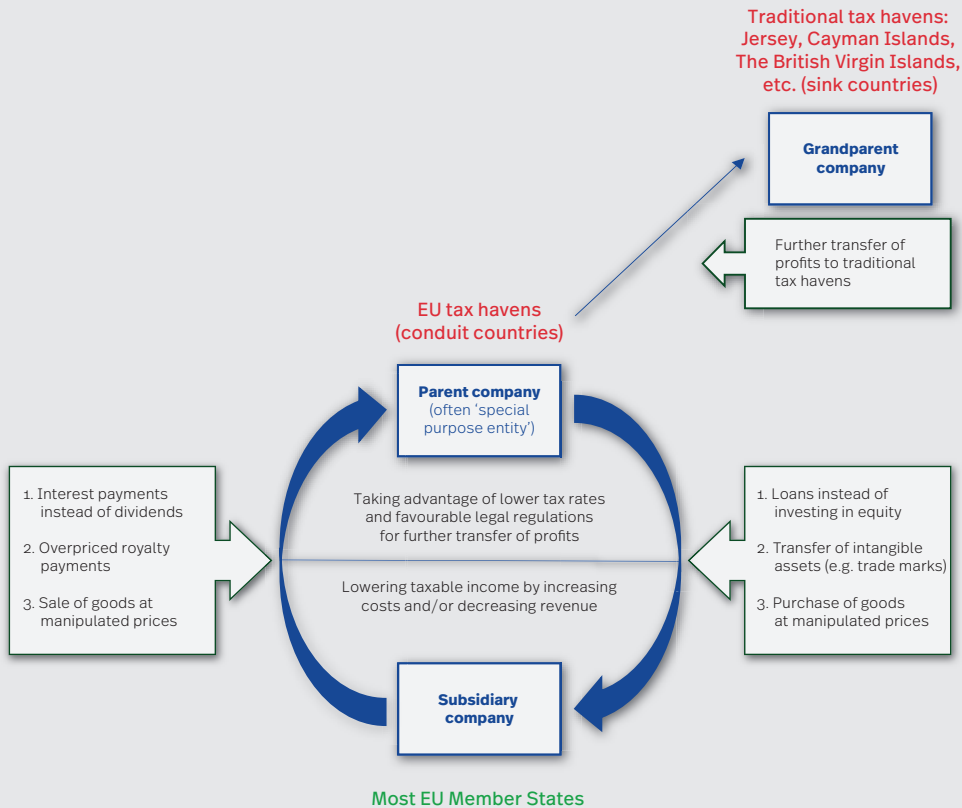 Traditional tax havens:
Jersey, Cayman Islands,
The British Virgin Islands,
etc. (sink countries)
Grandparent
company
Further transfer of
profits to traditional
tax havens
EU tax havens
(conduit countries)
Parent company
(often ‘special
purpose entity’)
1. Interest payments
instead of dividends
2. Overpriced royalty
payments
3. Sale of goods at
manipulated prices
Taking advantage of lower tax rates
and favourable legal regulations
for further transfer of profits
Lowering taxable income by increasing
costs and/or decreasing revenue
1. Loans instead of
investing in equity
2. Transfer of intangible
assets (e.g. trade marks)
3. Purchase of goods
at manipulated prices
Subsidiary
company
Most EU Member States